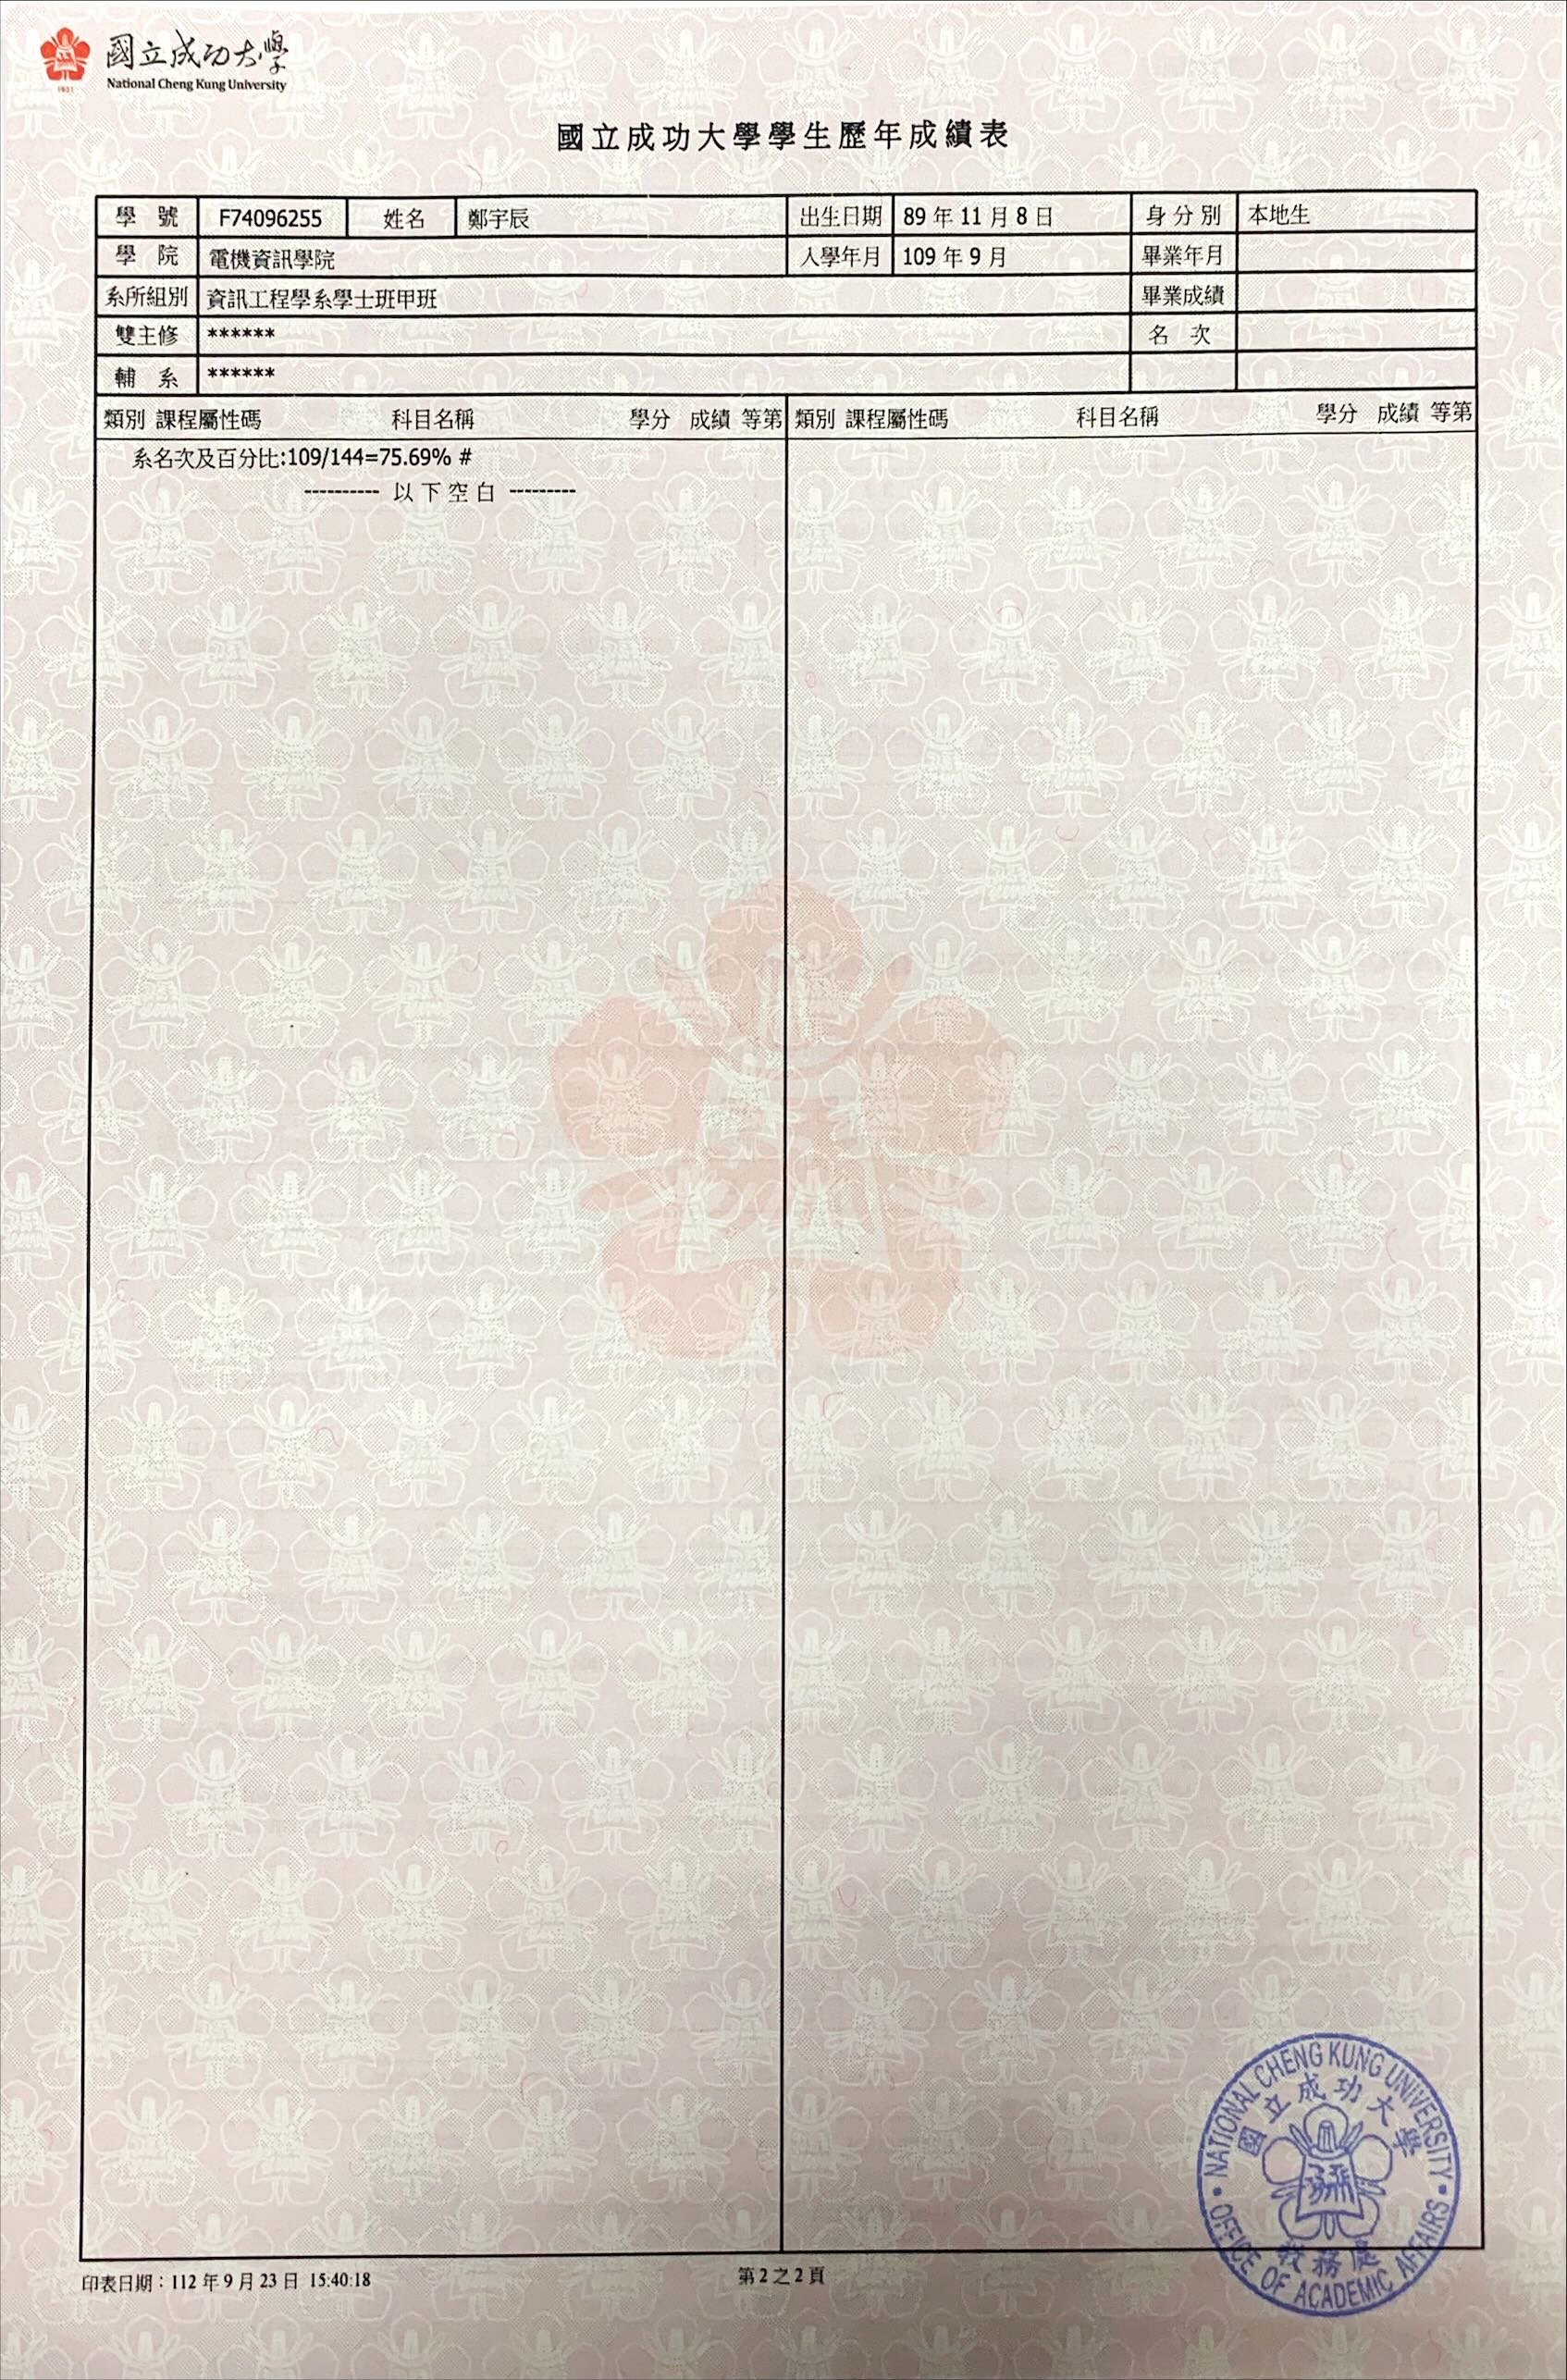 國立成功大學
National Cheng Kung University
1931
國立成功大學學生歷年成績表
學 號 F74096255 姓名 鄭宇辰 出生日期 89 年 11 月 8 日 身 分 別 本地生
學 院 電機資訊學院 入學年月 109 年 9 月 畢業年月
系所組別 資訊工程學系學士班甲班 畢業成績
雙主修 ****** 名 次
輔 系 ******
類別 課程屬性碼 科目名稱 學分 成績 等第 類別 課程屬性碼 科目名稱 學分 成績 等第
系名次及百分比:109/144=75.69% #
---------- 以 下 空 白 ---------
NATIONAL CHENG KUNG UNIVERSITY
國立成功大學
教務處
OFFICE OF ACADEMIC AFFAIRS
印表日期：112 年 9 月 23 日 15:40:18 第 2 之 2 頁